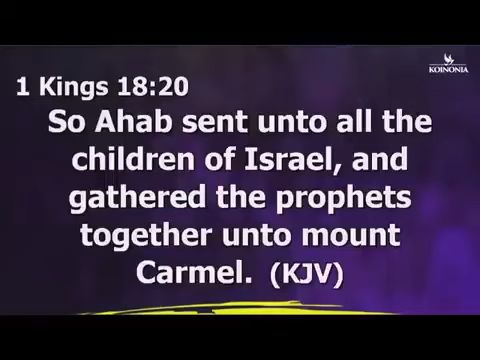 KOINONIA
1 Kings 18:20
So Ahab sent unto all the
children of Israel, and
gathered the prophets
together unto mount
Carmel. (KJV)